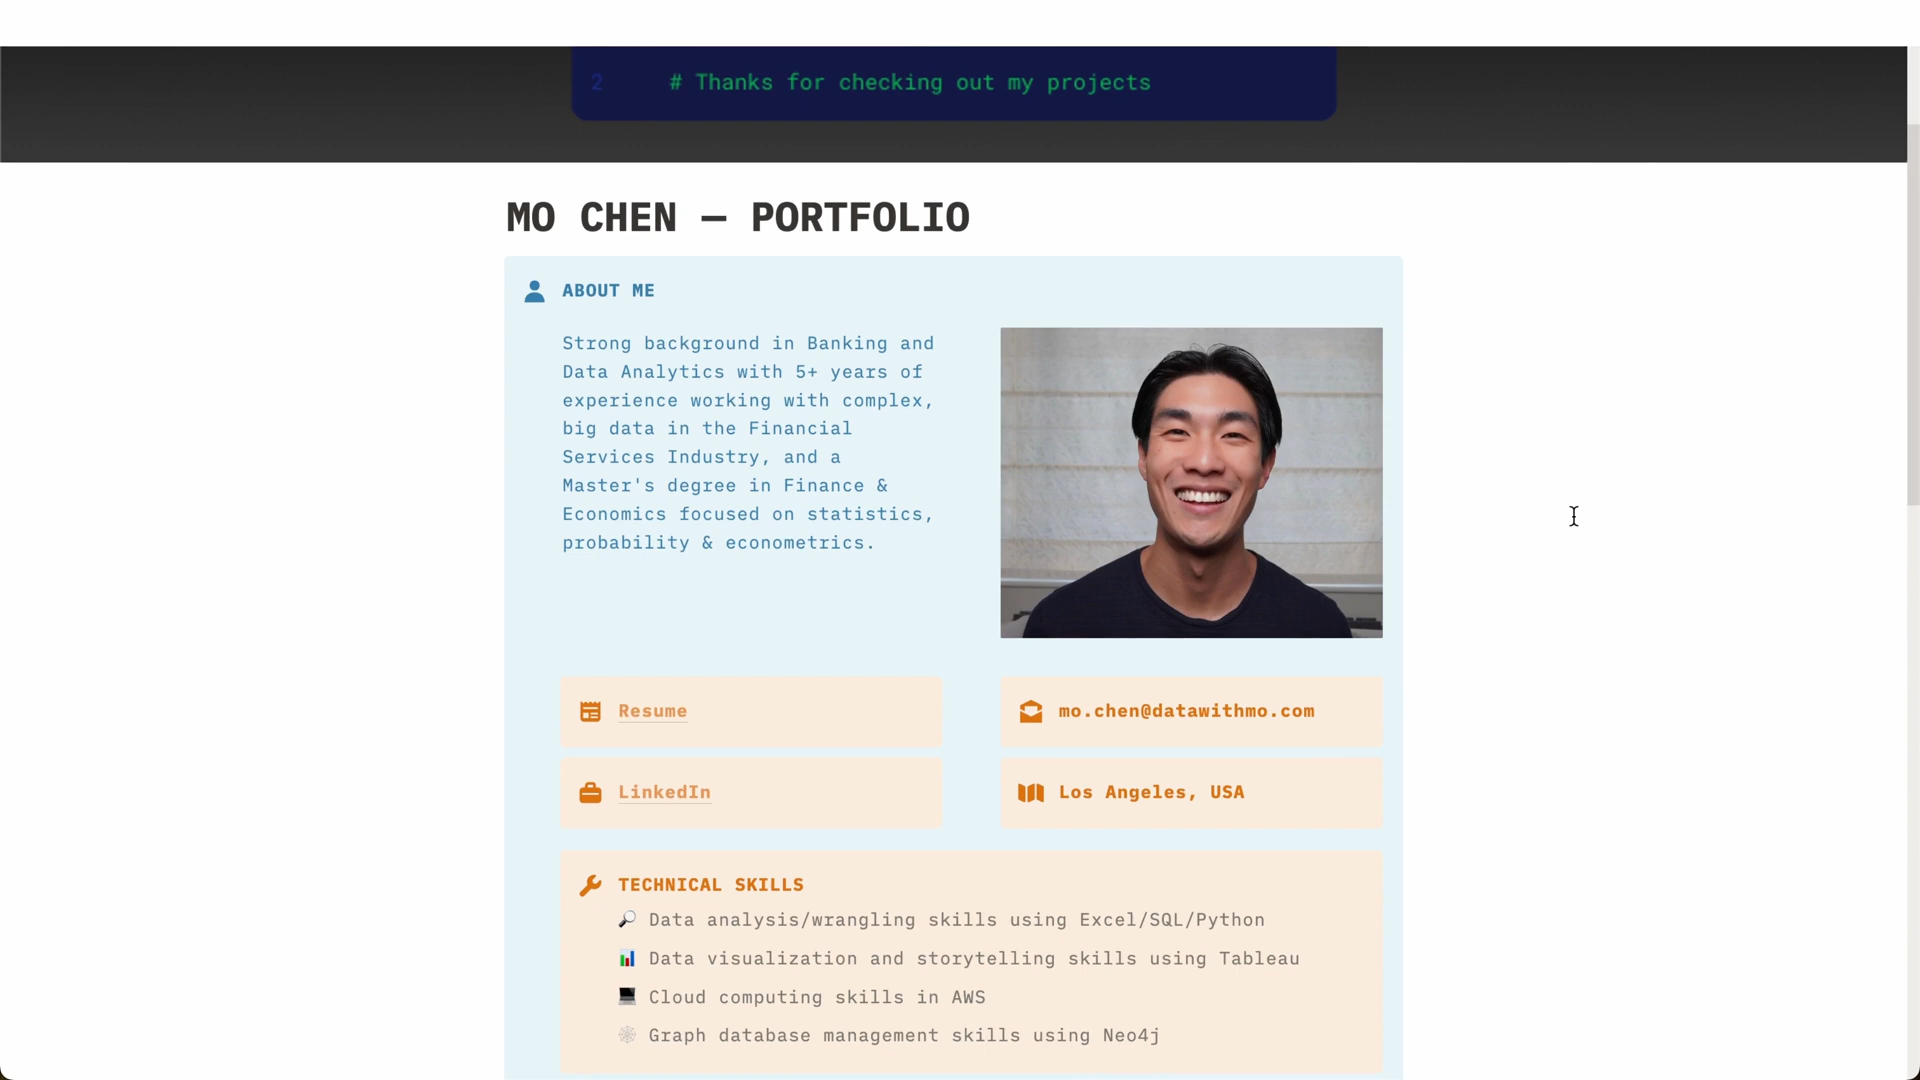 2 # Thanks for checking out my projects
MO CHEN — PORTFOLIO
ABOUT ME
Strong background in Banking and
Data Analytics with 5+ years of
experience working with complex,
big data in the Financial
Services Industry, and a
Master's degree in Finance &
Economics focused on statistics,
probability & econometrics.
Resume
mo.chen@datawithmo.com
LinkedIn
Los Angeles, USA
TECHNICAL SKILLS
Data analysis/wrangling skills using Excel/SQL/Python
Data visualization and storytelling skills using Tableau
Cloud computing skills in AWS
Graph database management skills using Neo4j